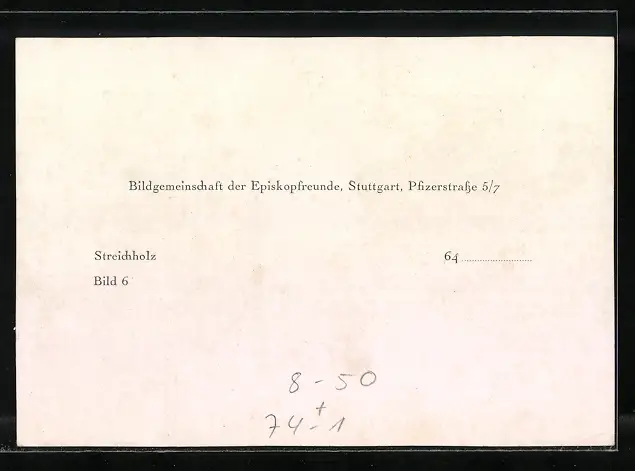 Bildgemeinschaft der Episkopfreunde, Stuttgart, Pfizerstraße 5/7
Streichholz 64
Bild 6
8 - 50
+
74 - 1